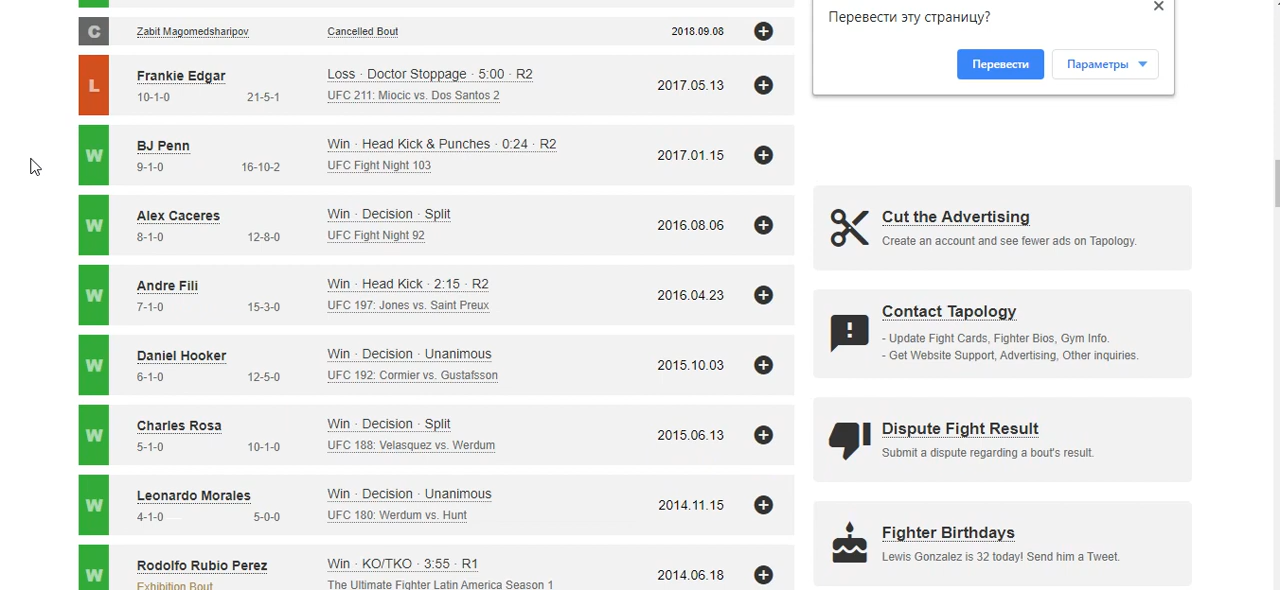 C
Zabit Magomedsharipov
Cancelled Bout
2018.09.08
L
Frankie Edgar
Loss · Doctor Stoppage · 5:00 · R2
10-1-0
21-5-1
UFC 211: Miocic vs. Dos Santos 2
2017.05.13
W
BJ Penn
Win · Head Kick & Punches · 0:24 · R2
9-1-0
16-10-2
UFC Fight Night 103
2017.01.15
W
Alex Caceres
Win · Decision · Split
8-1-0
12-8-0
UFC Fight Night 92
2016.08.06
W
Andre Fili
Win · Head Kick · 2:15 · R2
7-1-0
15-3-0
UFC 197: Jones vs. Saint Preux
2016.04.23
W
Daniel Hooker
Win · Decision · Unanimous
6-1-0
12-5-0
UFC 192: Cormier vs. Gustafsson
2015.10.03
W
Charles Rosa
Win · Decision · Split
5-1-0
10-1-0
UFC 188: Velasquez vs. Werdum
2015.06.13
W
Leonardo Morales
Win · Decision · Unanimous
4-1-0
5-0-0
UFC 180: Werdum vs. Hunt
2014.11.15
W
Rodolfo Rubio Perez
Win · KO/TKO · 3:55 · R1
Exhibition Bout
The Ultimate Fighter Latin America Season 1
2014.06.18
Перевести эту страницу?
Перевести
Параметры
Cut the Advertising
Create an account and see fewer ads on Tapology.
Contact Tapology
- Update Fight Cards, Fighter Bios, Gym Info.
- Get Website Support, Advertising, Other inquiries.
Dispute Fight Result
Submit a dispute regarding a bout's result.
Fighter Birthdays
Lewis Gonzalez is 32 today! Send him a Tweet.